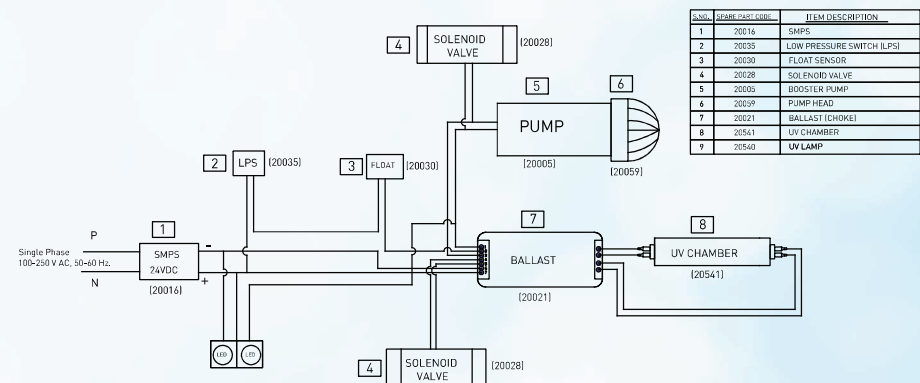 S.NO. SPARE PART CODE ITEM DESCRIPTION
1 20016 SMPS
2 20035 LOW PRESSURE SWITCH (LPS)
3 20030 FLOAT SENSOR
4 20028 SOLENOID VALVE
5 20005 BOOSTER PUMP
6 20059 PUMP HEAD
7 20021 BALLAST (CHOKE)
8 20541 UV CHAMBER
9 20540 UV LAMP
4
SOLENOID
VALVE
(20028)
5
6
PUMP
(20005)
(20059)
2
LPS
(20035)
3
FLOAT
(20030)
1
P
Single Phase
100-250 V AC, 50-60 Hz.
N
SMPS
24VDC
-
+
(20016)
7
BALLAST
(20021)
8
UV CHAMBER
(20541)
LED
LED
4
SOLENOID
VALVE
(20028)